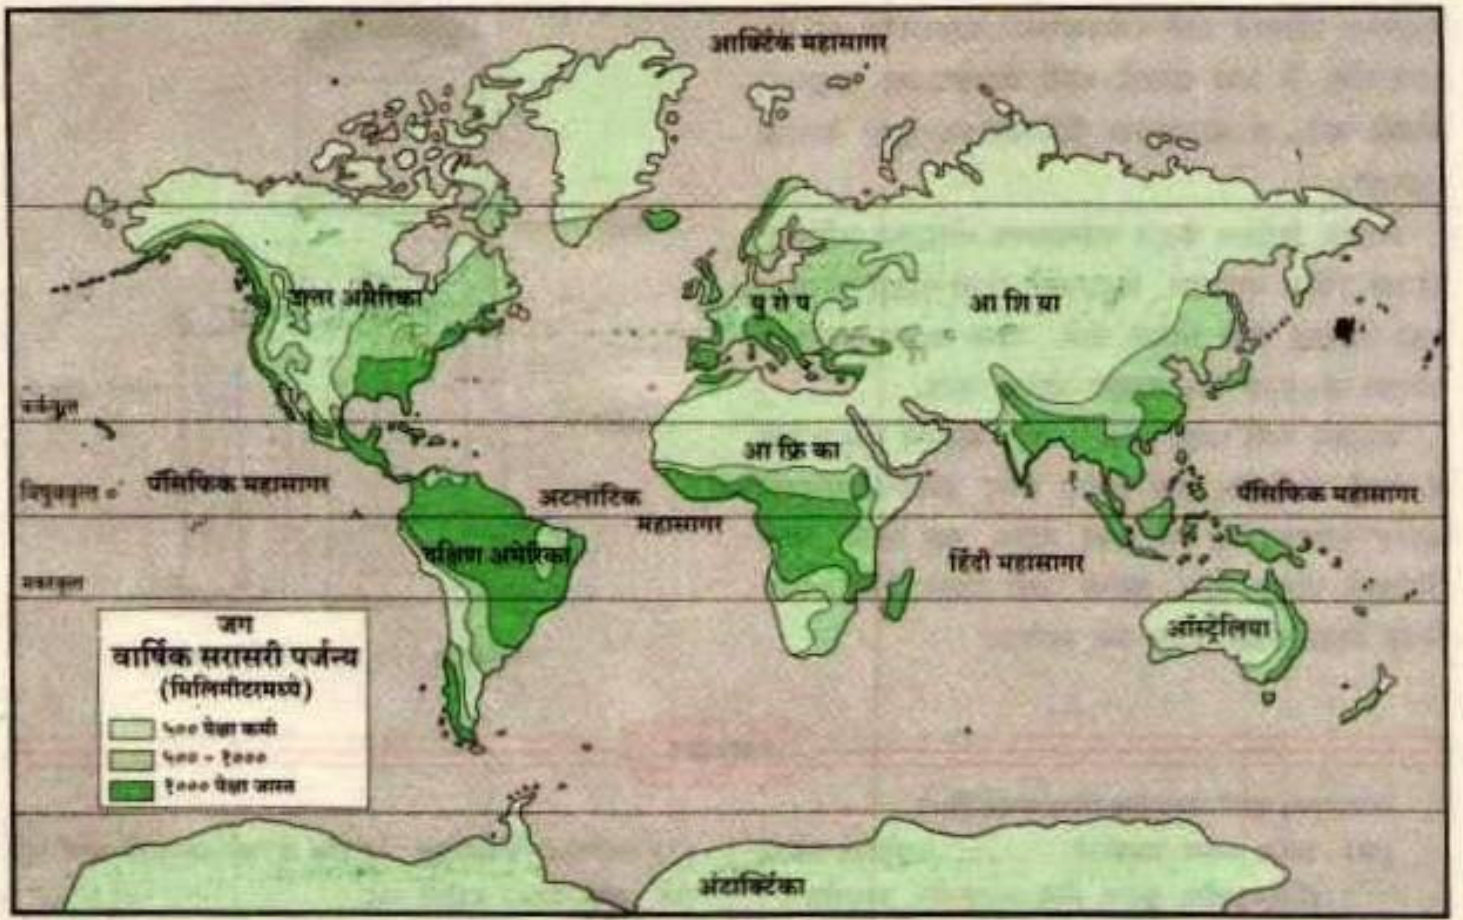 आर्क्टिक महासागर
उत्तर अमेरिका
यु रो प
आ शि या
कर्कवृत्त
आ फ्रि का
विषुववृत्त
पॅसिफिक महासागर
अटलांटिक
महासागर
पॅसिफिक महासागर
दक्षिण अमेरिका
हिंदी महासागर
मकरवृत्त
ऑस्ट्रेलिया
जग
वार्षिक सरासरी पर्जन्य
(मिलिमीटरमध्ये)
५०० पेक्षा कमी
५०० - १०००
१००० पेक्षा जास्त
अंटार्क्टिका